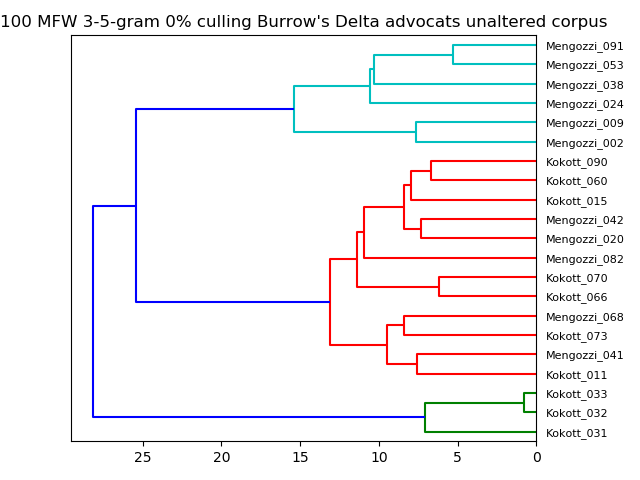 100 MFW 3-5-gram 0% culling Burrow's Delta advocats unaltered corpus
Mengozzi_091
Mengozzi_053
Mengozzi_038
Mengozzi_024
Mengozzi_009
Mengozzi_002
Kokott_090
Kokott_060
Kokott_015
Mengozzi_042
Mengozzi_020
Mengozzi_082
Kokott_070
Kokott_066
Mengozzi_068
Kokott_073
Mengozzi_041
Kokott_011
Kokott_033
Kokott_032
Kokott_031
25 20 15 10 5 0